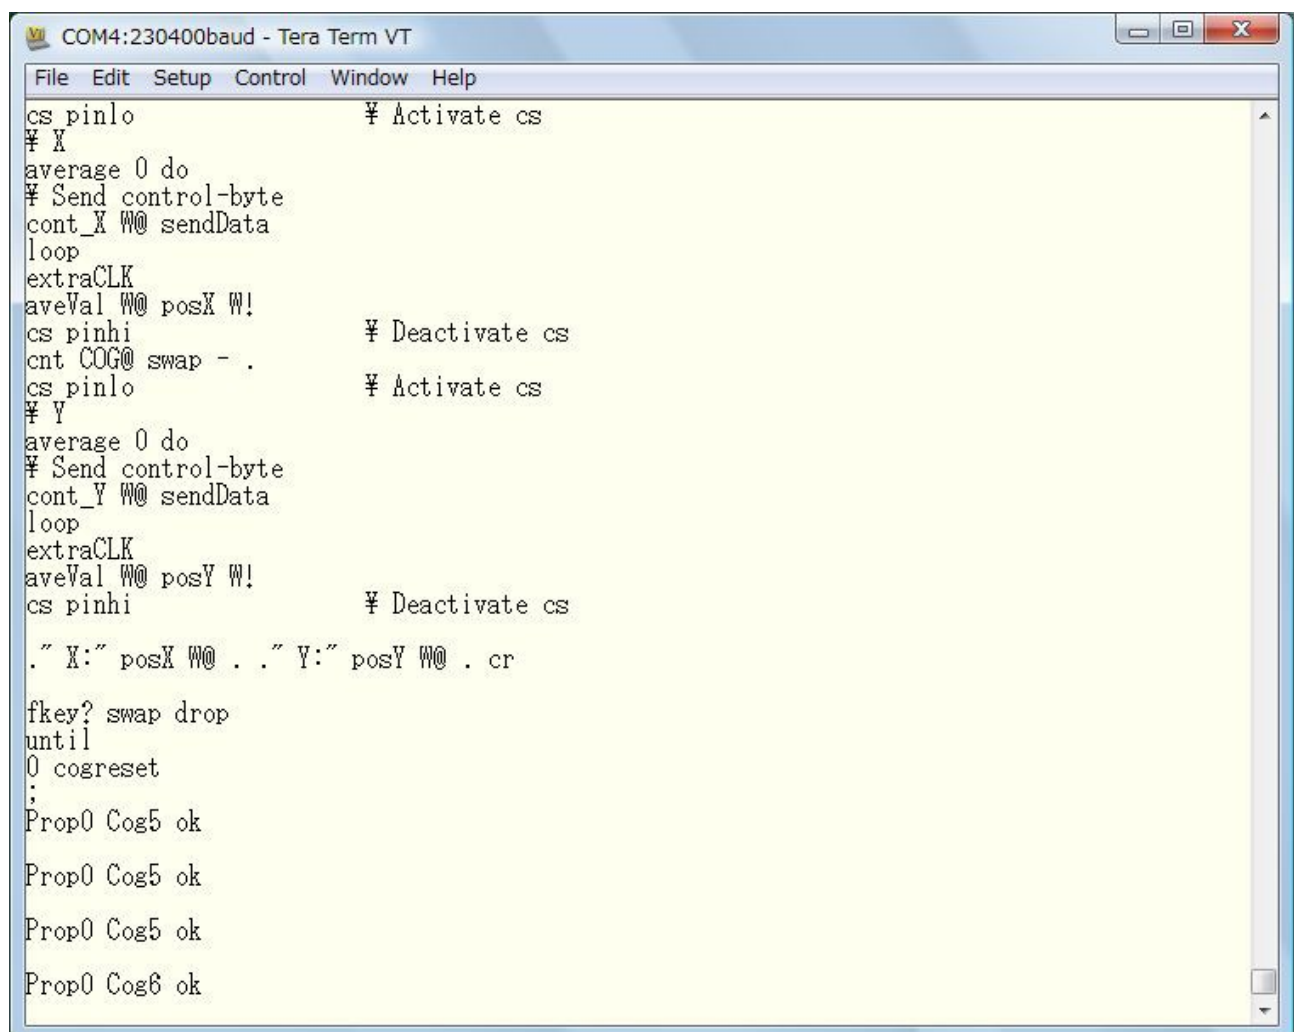 COM4:230400baud - Tera Term VT
File Edit Setup Control Window Help
cs pinlo ¥ Activate cs
¥ X
average 0 do
¥ Send control-byte
cont_X W@ sendData
loop
extraCLK
aveVal W@ posX W!
cs pinhi ¥ Deactivate cs
cnt COG@ swap - .
cs pinlo ¥ Activate cs
¥ Y
average 0 do
¥ Send control-byte
cont_Y W@ sendData
loop
extraCLK
aveVal W@ posY W!
cs pinhi ¥ Deactivate cs
." X:" posX W@ . ." Y:" posY W@ . cr
fkey? swap drop
until
0 cogreset
;
Prop0 Cog5 ok
Prop0 Cog5 ok
Prop0 Cog5 ok
Prop0 Cog6 ok